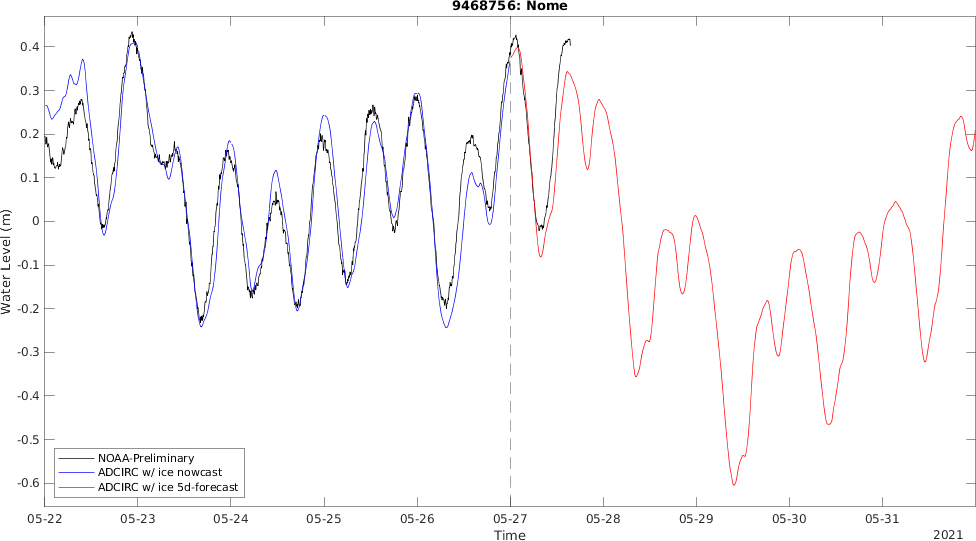 9468756: Nome
Water Level (m)
0.4
0.3
0.2
0.1
0
-0.1
-0.2
-0.3
-0.4
-0.5
-0.6
NOAA-Preliminary
ADCIRC w/ ice nowcast
ADCIRC w/ ice 5d-forecast
05-22 05-23 05-24 05-25 05-26 05-27 05-28 05-29 05-30 05-31
Time
2021